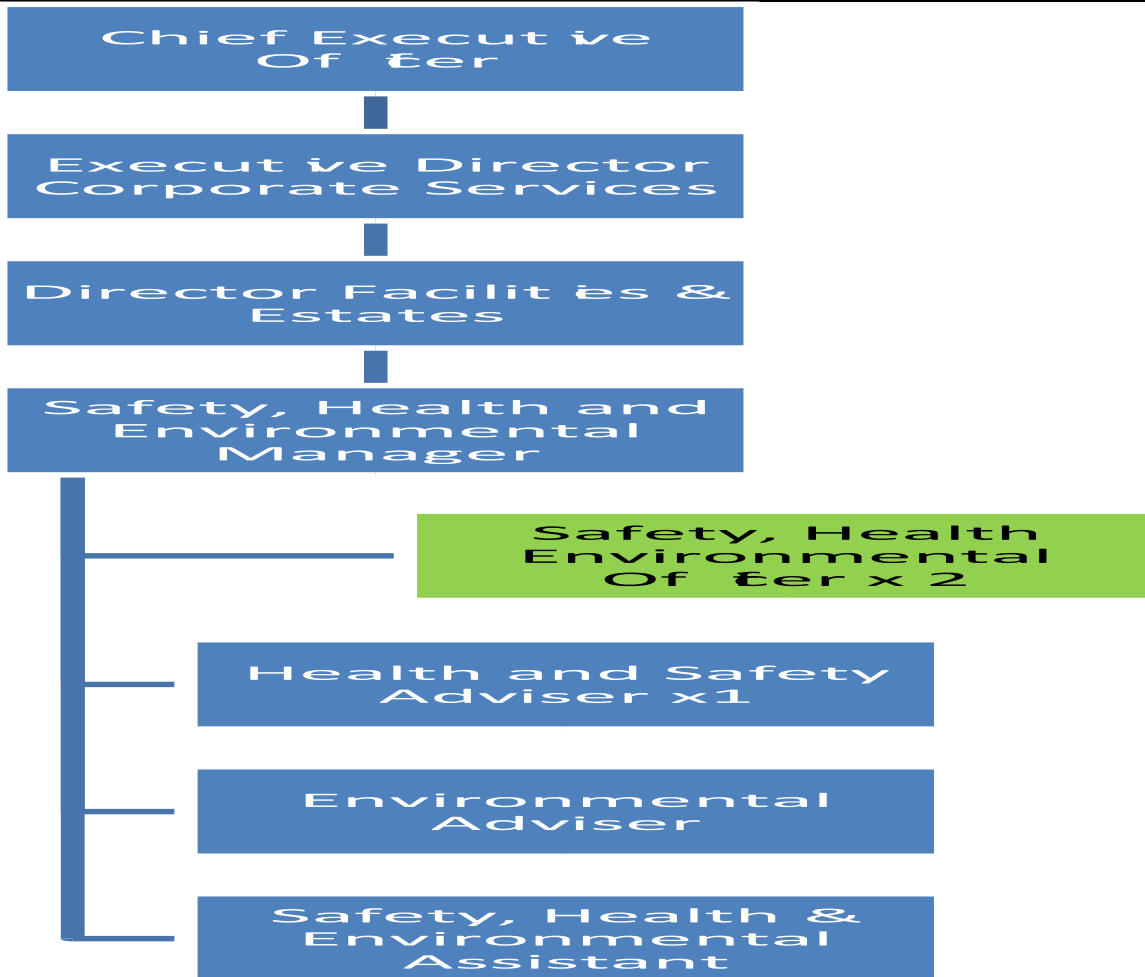 Chief Executive
Officer
Executive Director
Corporate Services
Director Facilities &
Estates
Safety, Health and
Environmental
Manager
Safety, Health
Environmental
Officer x 2
Health and Safety
Adviser x1
Environmental
Adviser
Safety, Health &
Environmental
Assistant